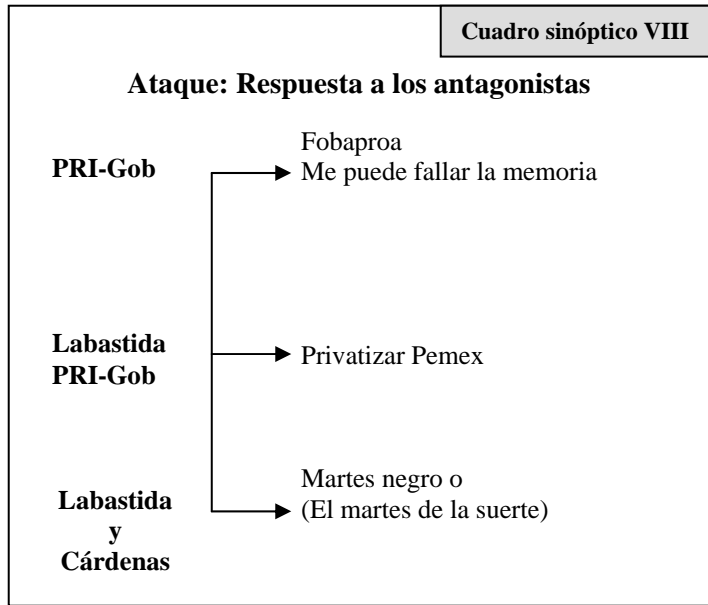 Cuadro sinóptico VIII
Ataque: Respuesta a los antagonistas
PRI-Gob
Fobaproa
Me puede fallar la memoria
Labastida
PRI-Gob
Privatizar Pemex
Labastida
y
Cárdenas
Martes negro o
(El martes de la suerte)